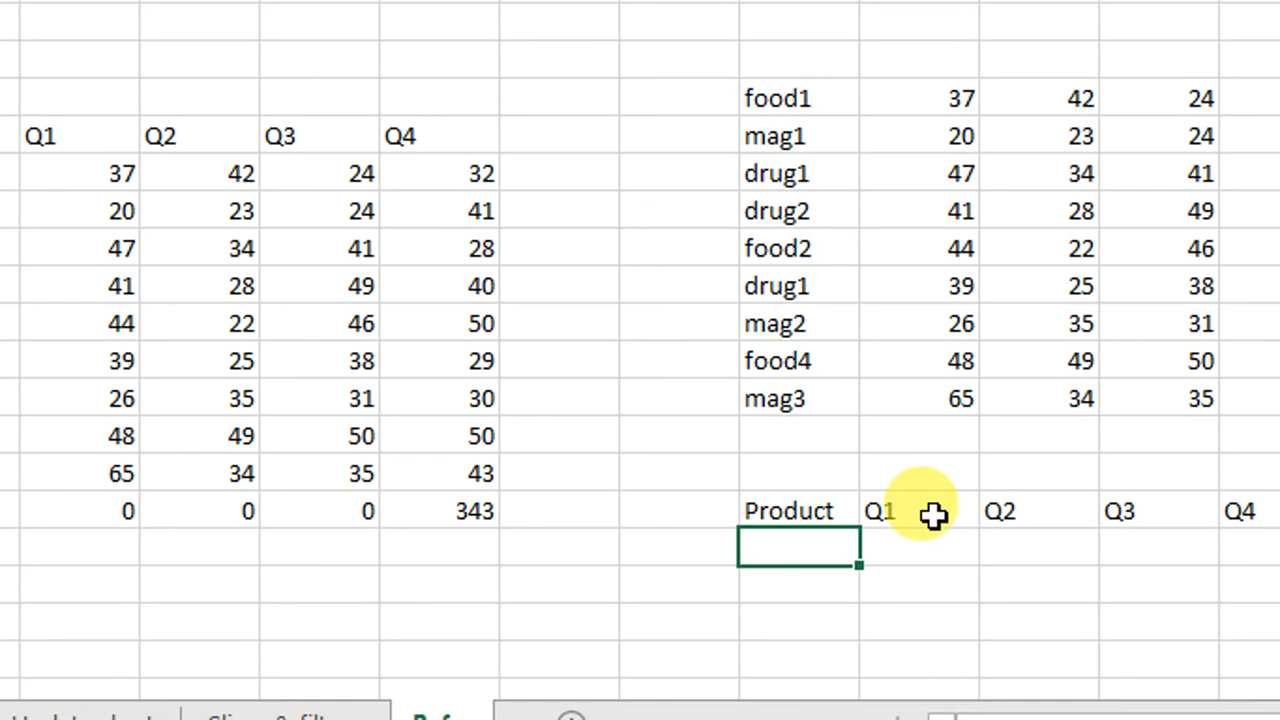 food1 37 42 24
Q1 Q2 Q3 Q4 mag1 20 23 24
37 42 24 32 drug1 47 34 41
20 23 24 41 drug2 41 28 49
47 34 41 28 food2 44 22 46
41 28 49 40 drug1 39 25 38
44 22 46 50 mag2 26 35 31
39 25 38 29 food4 48 49 50
26 35 31 30 mag3 65 34 35
48 49 50 50
65 34 35 43
0 0 0 343 Product Q1 Q2 Q3 Q4